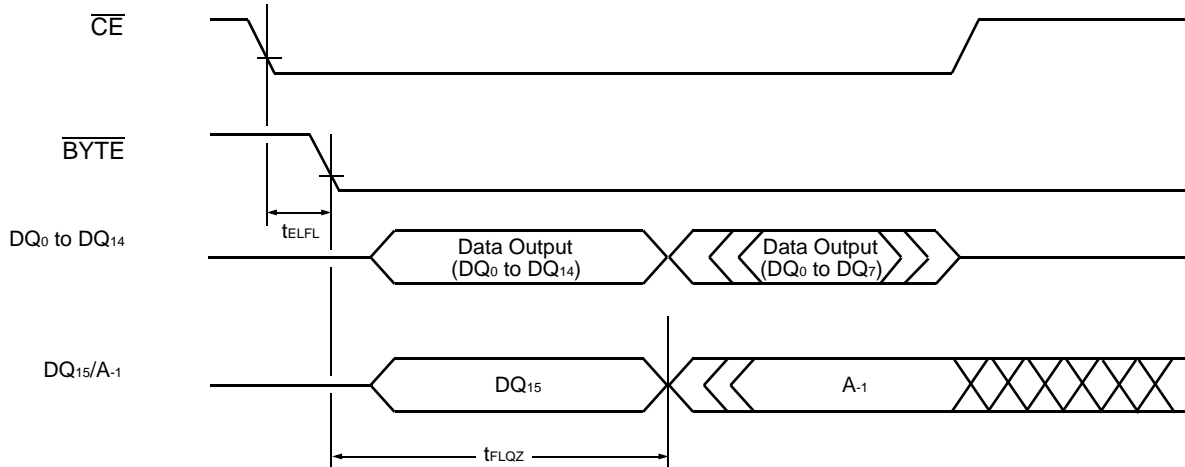 CE
BYTE
tELFL
DQ0 to DQ14
Data Output
(DQ0 to DQ14)
Data Output
(DQ0 to DQ7)
DQ15/A-1
DQ15
A-1
tFLQZ